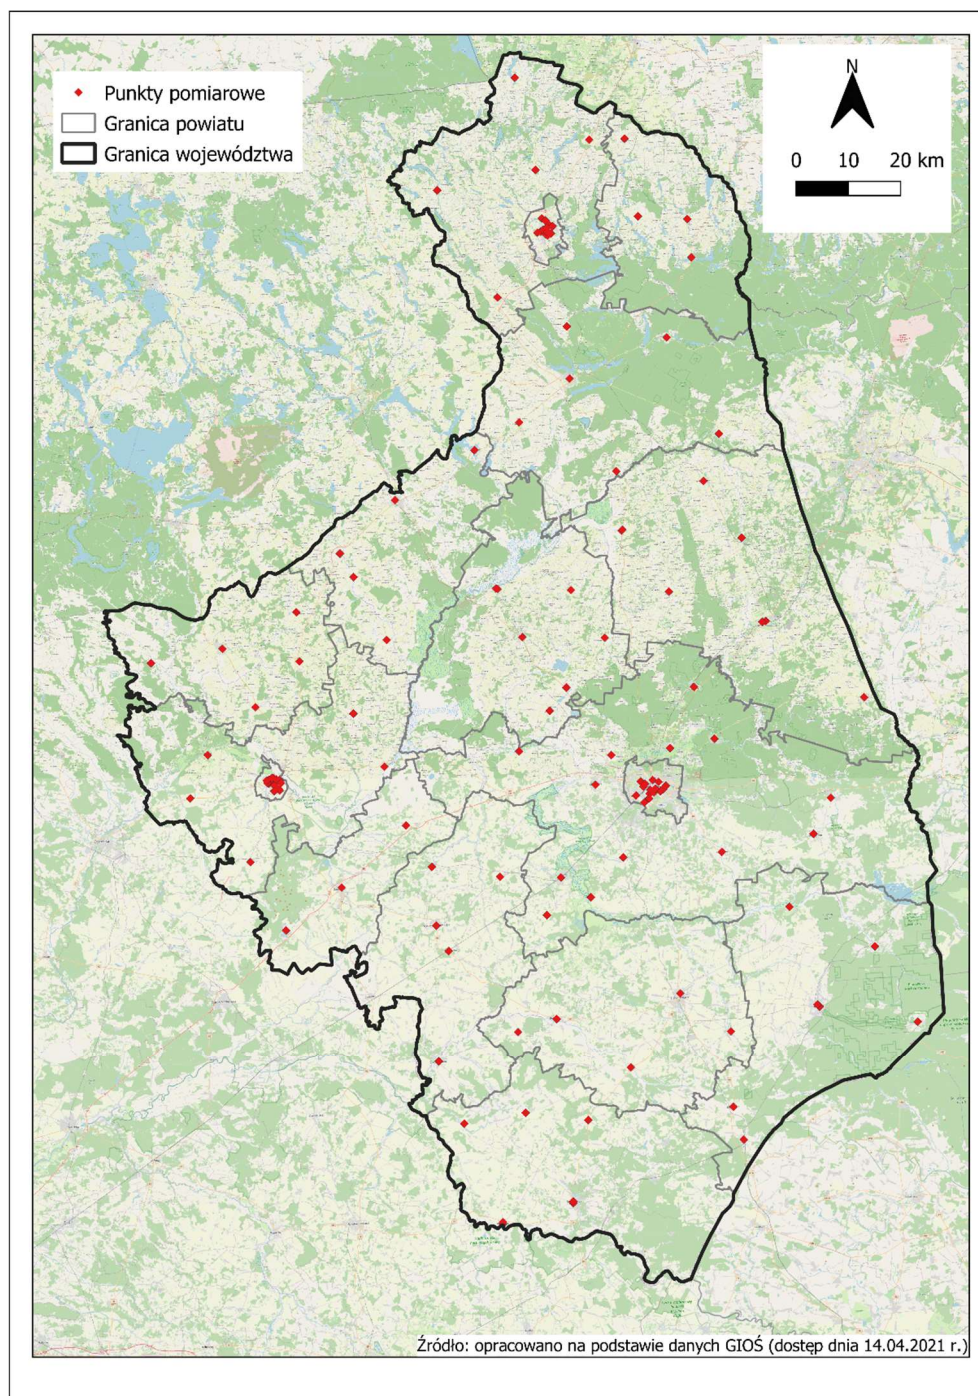 Punkty pomiarowe
Granica powiatu
Granica województwa
N
0 10 20 km
Źródło: opracowano na podstawie danych GIOŚ (dostęp dnia 14.04.2021 r.)